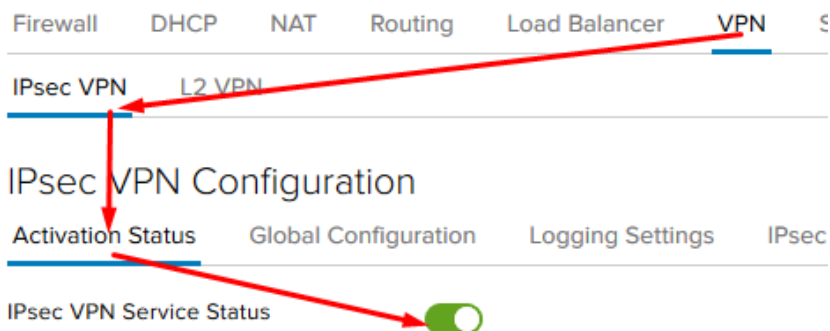 Firewall DHCP NAT Routing Load Balancer VPN S
IPsec VPN L2 VPN
IPsec VPN Configuration
Activation Status Global Configuration Logging Settings IPsec
IPsec VPN Service Status